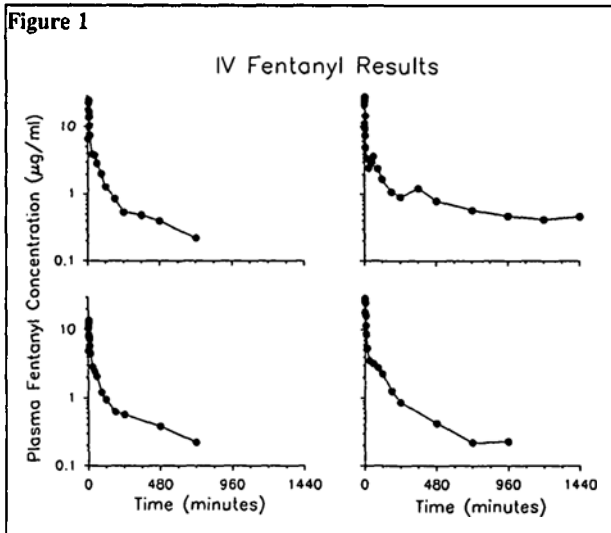 Figure 1
IV Fentanyl Results
Plasma Fentanyl Concentration (μg/ml)
10
1
0.1
10
1
0.1
0 480 960 1440
0 480 960 1440
Time (minutes)
Time (minutes)